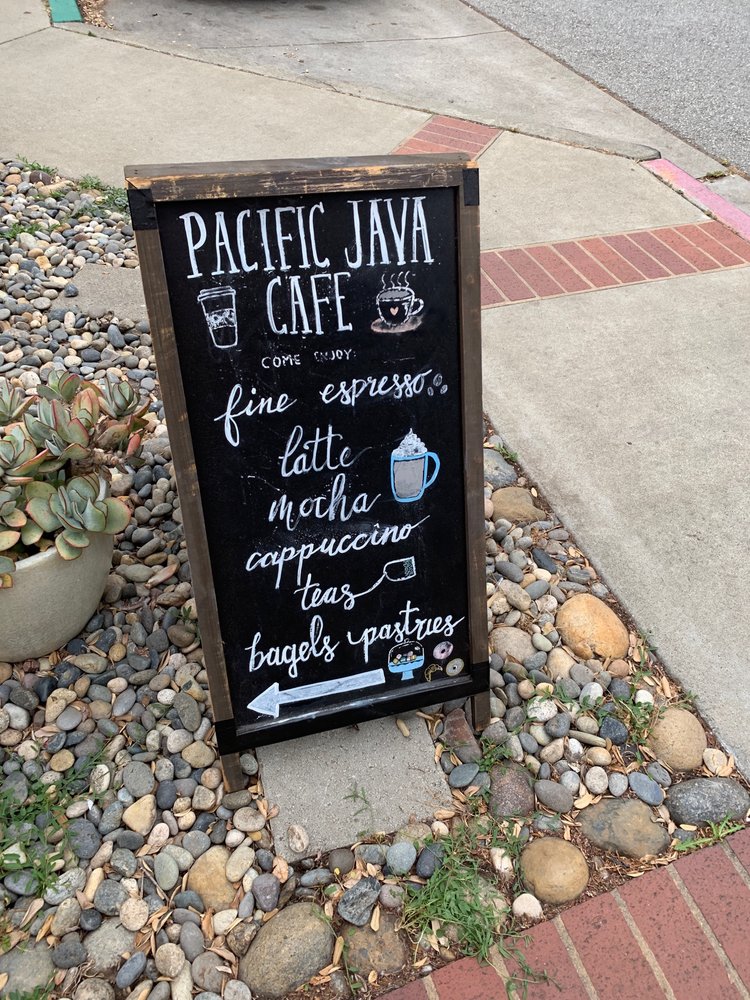 PACIFIC JAVA
CAFE
COME ENJOY:
fine espresso
latte
mocha
cappuccino
teas
bagels & pastries